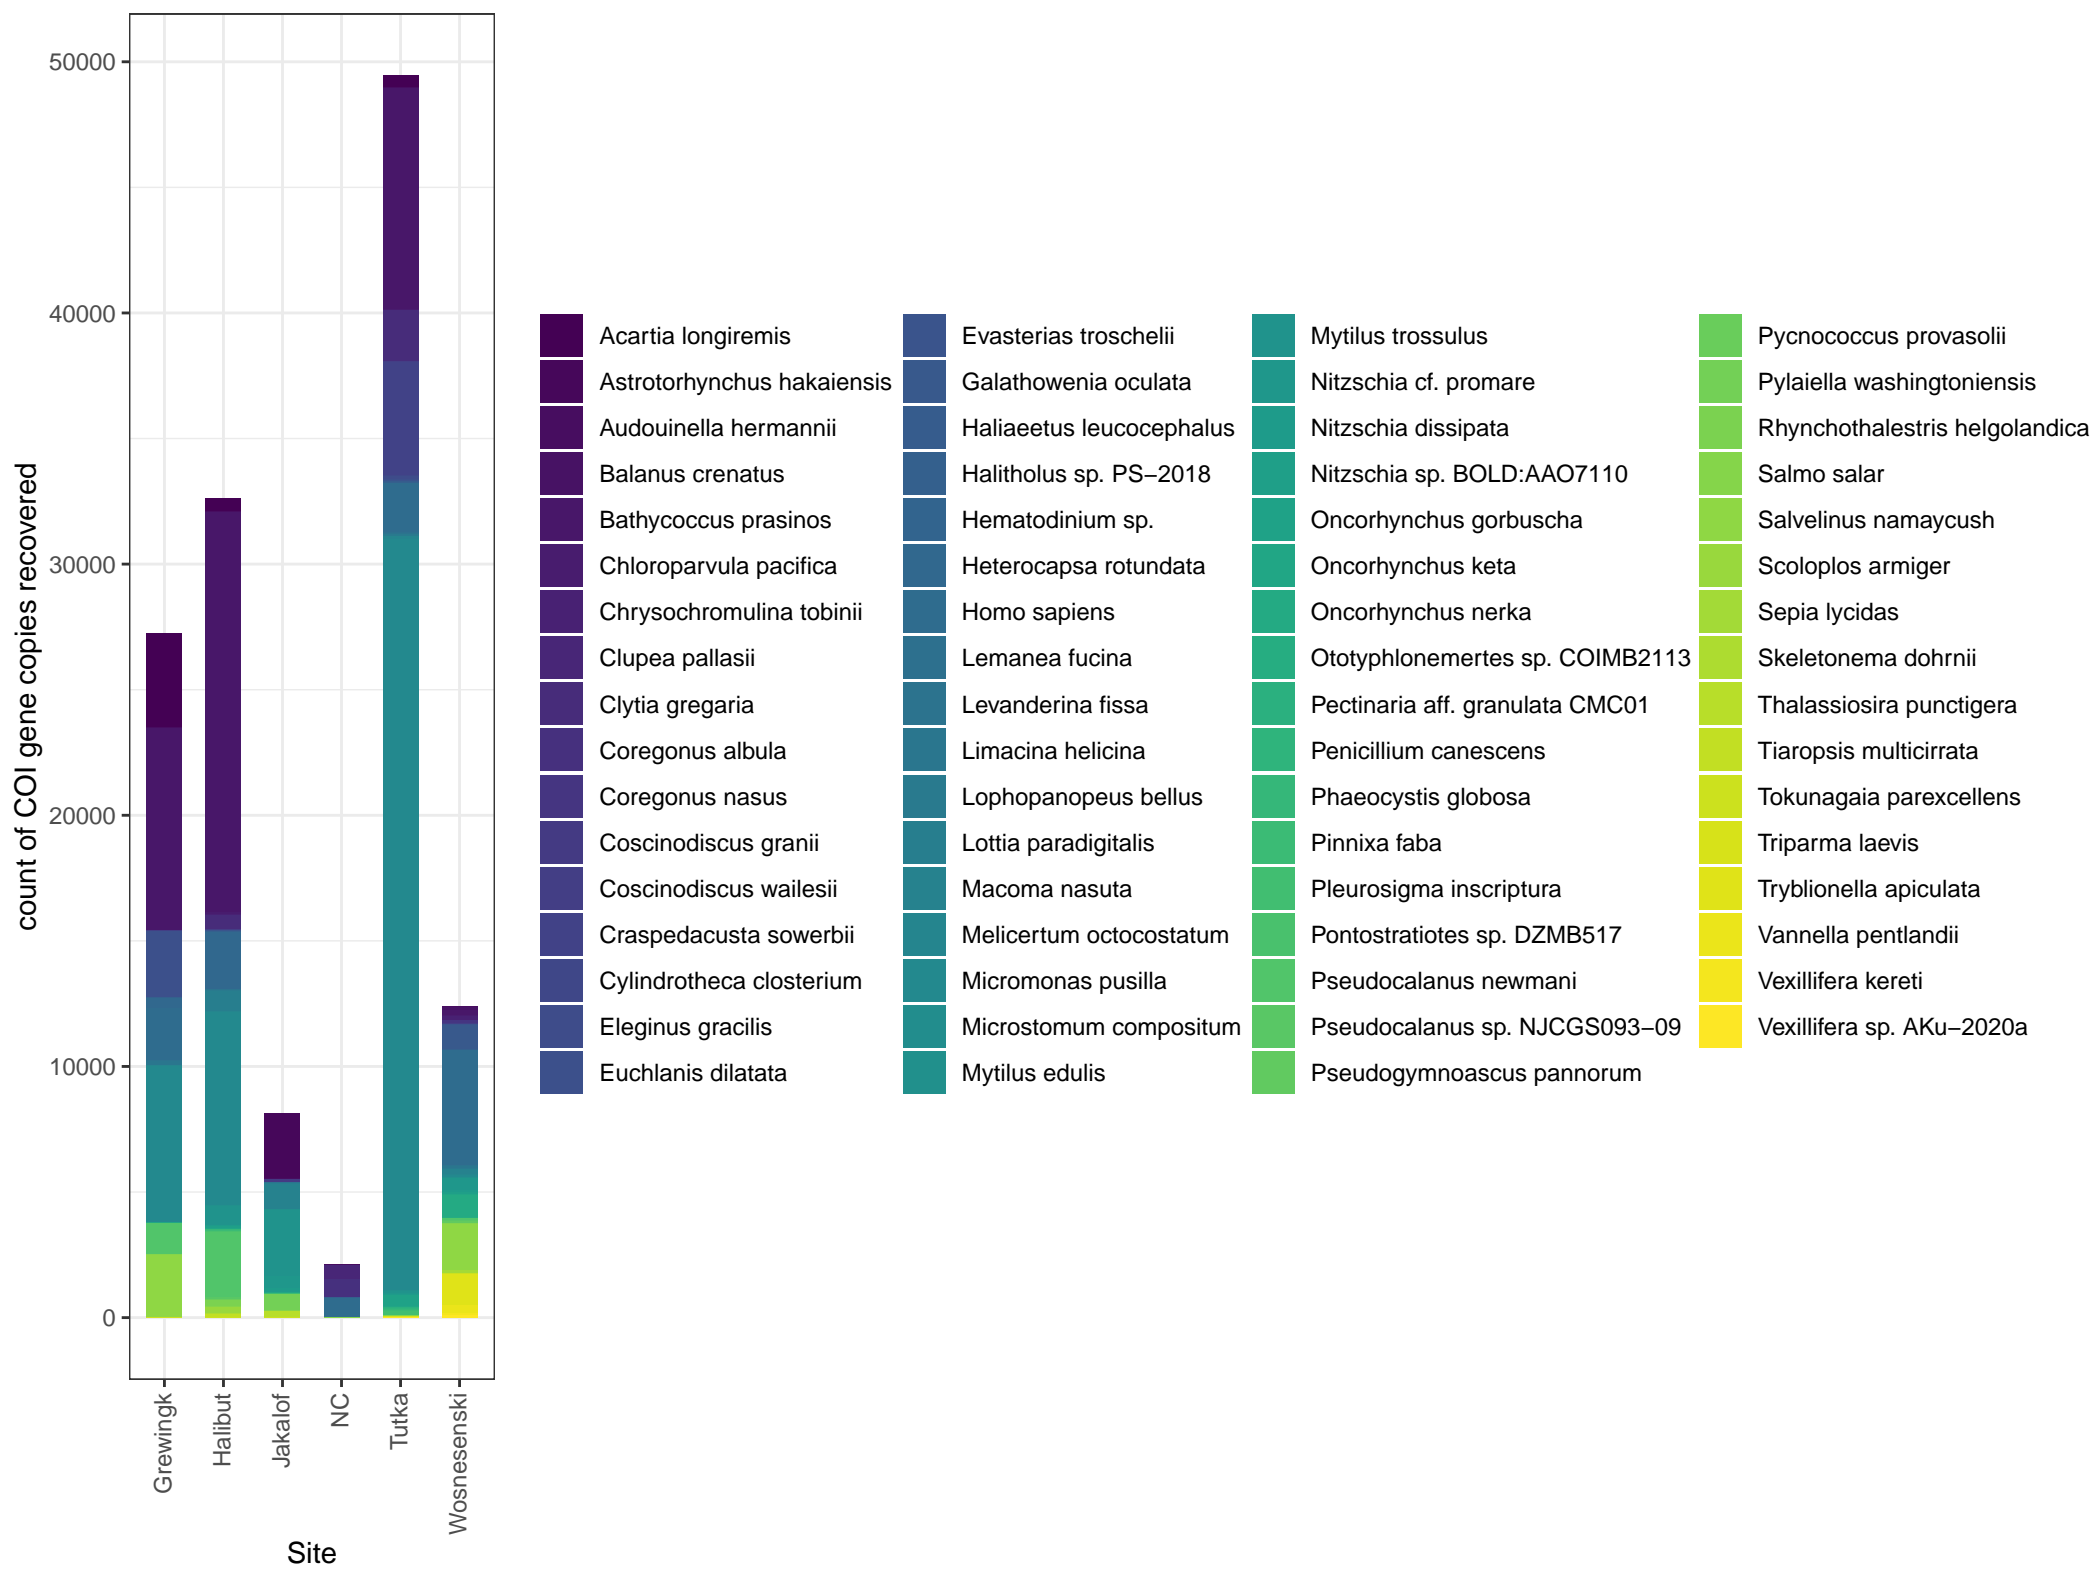 50000
40000
30000
20000
10000
0
count of COI gene copies recovered
Grewingk
Halibut
Jakalof
NC
Tutka
Wosnesenski
Site
Acartia longiremis
Astrotorhynchus hakaiensis
Audouinella hermannii
Balanus crenatus
Bathycoccus prasinos
Chloroparvula pacifica
Chrysochromulina tobinii
Clupea pallasii
Clytia gregaria
Coregonus albula
Coregonus nasus
Coscinodiscus granii
Coscinodiscus wailesii
Craspedacusta sowerbii
Cylindrotheca closterium
Eleginus gracilis
Euchlanis dilatata
Evasterias troschelii
Galathowenia oculata
Haliaeetus leucocephalus
Halitholus sp. PS−2018
Hematodinium sp.
Heterocapsa rotundata
Homo sapiens
Lemanea fucina
Levanderina fissa
Limacina helicina
Lophopanopeus bellus
Lottia paradigitalis
Macoma nasuta
Melicertum octocostatum
Micromonas pusilla
Microstomum compositum
Mytilus edulis
Mytilus trossulus
Nitzschia cf. promare
Nitzschia dissipata
Nitzschia sp. BOLD:AAO7110
Oncorhynchus gorbuscha
Oncorhynchus keta
Oncorhynchus nerka
Ototyphlonemertes sp. COIMB2113
Pectinaria aff. granulata CMC01
Penicillium canescens
Phaeocystis globosa
Pinnixa faba
Pleurosigma inscriptura
Pontostratiotes sp. DZMB517
Pseudocalanus newmani
Pseudocalanus sp. NJCGS093−09
Pseudogymnoascus pannorum
Pycnococcus provasolii
Pylaiella washingtoniensis
Rhynchothalestris helgolandica
Salmo salar
Salvelinus namaycush
Scoloplos armiger
Sepia lycidas
Skeletonema dohrnii
Thalassiosira punctigera
Tiaropsis multicirrata
Tokunagaia parexcellens
Triparma laevis
Tryblionella apiculata
Vannella pentlandii
Vexillifera kereti
Vexillifera sp. AKu−2020a